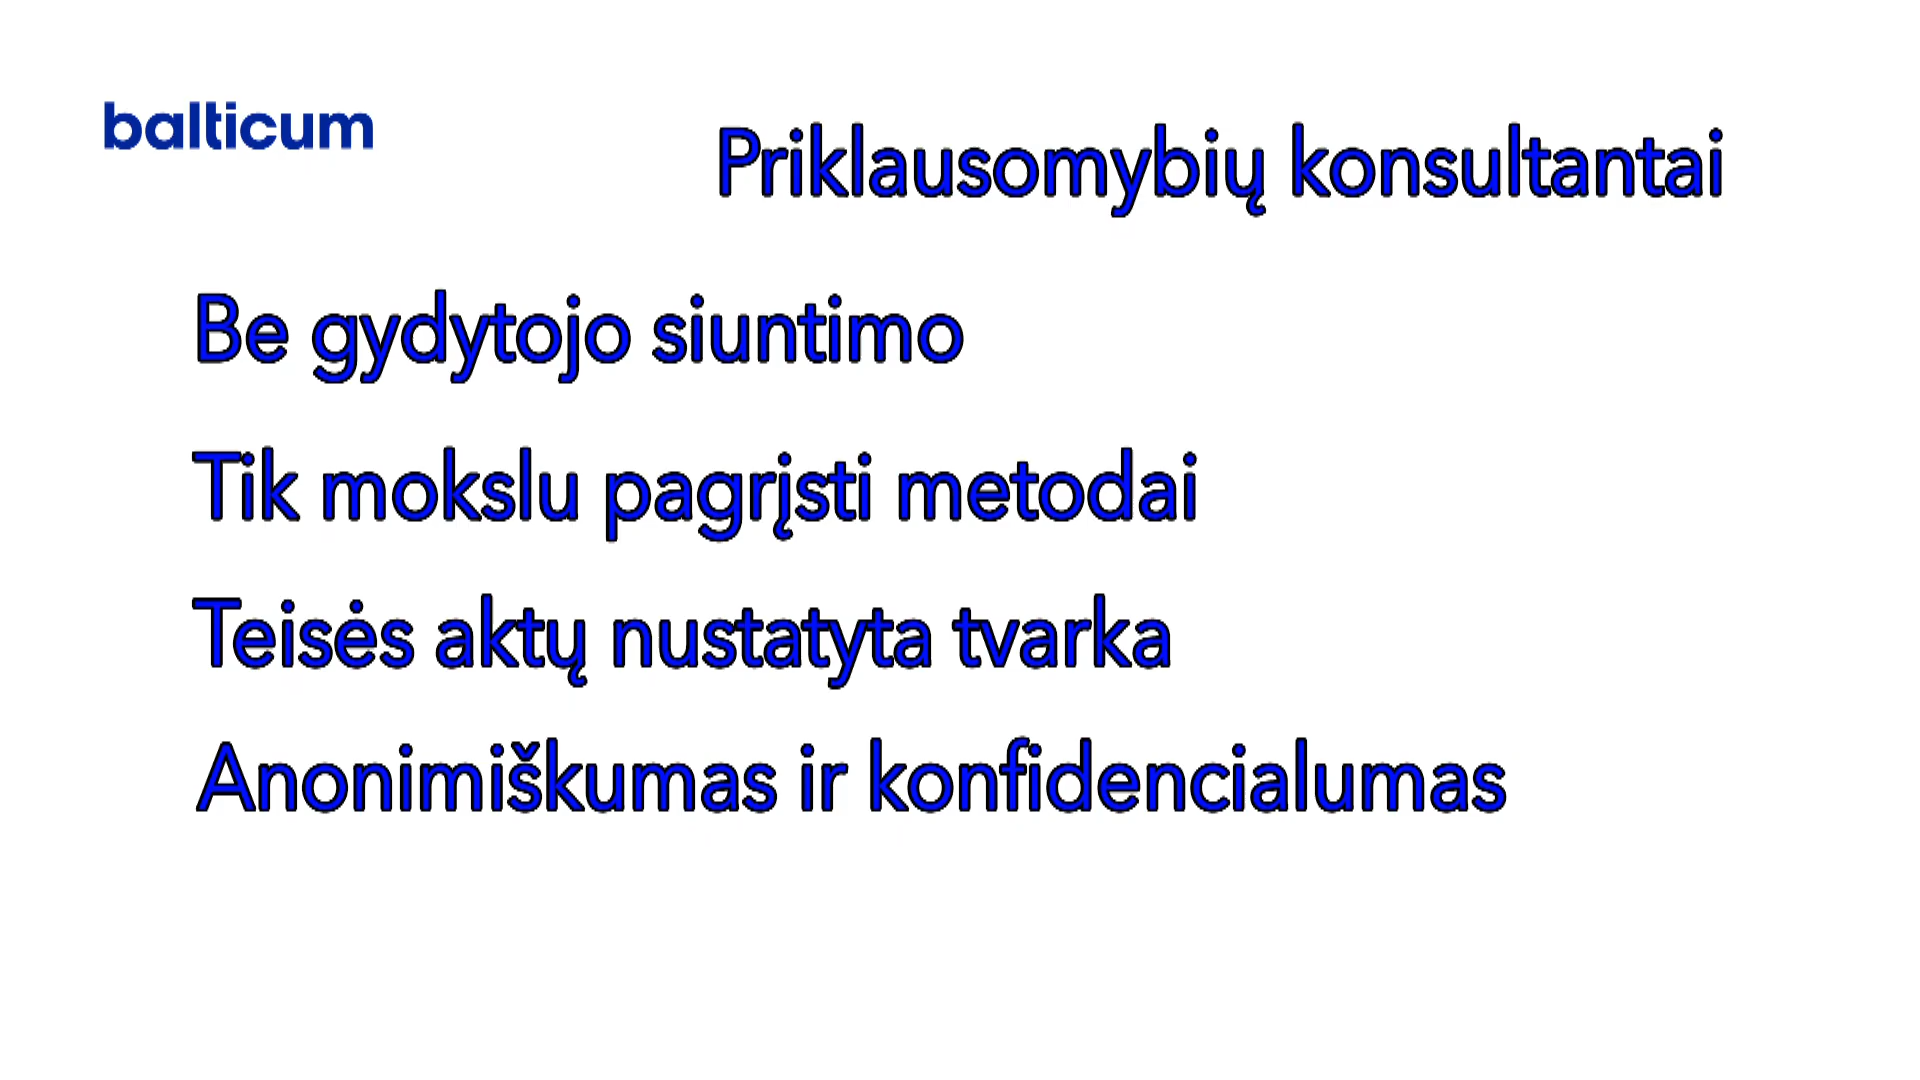 balticum
Priklausomybių konsultantai
Be gydytojo siuntimo
Tik mokslu pagrįsti metodai
Teisės aktų nustatyta tvarka
Anonimiškumas ir konfidencialumas